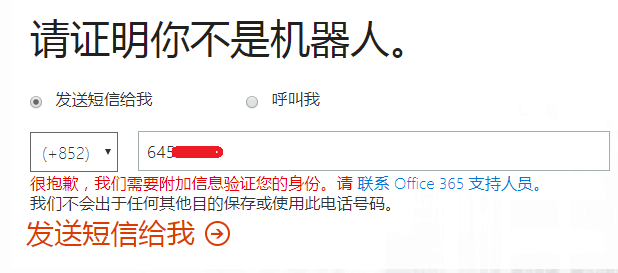 请证明你不是机器人。
发送短信给我 呼叫我
(+852) 645
很抱歉，我们需要附加信息验证您的身份。请 联系 Office 365 支持人员。
我们不会出于任何其他目的保存或使用此电话号码。
发送短信给我